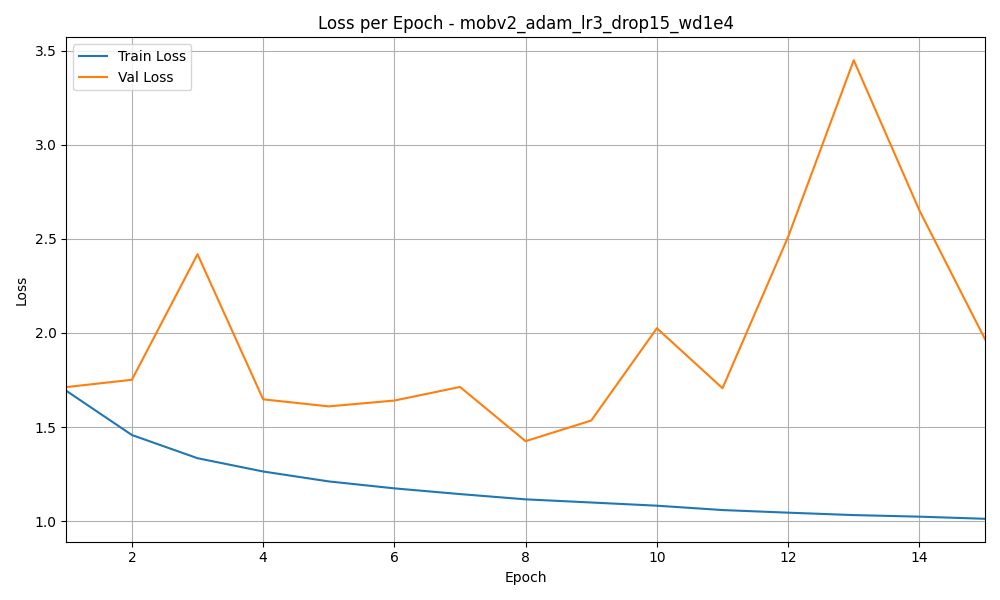 Loss per Epoch - mobv2_adam_lr3_drop15_wd1e4
Train Loss
Val Loss
3.5
3.0
2.5
2.0
1.5
1.0
Loss
2 4 6 8 10 12 14
Epoch